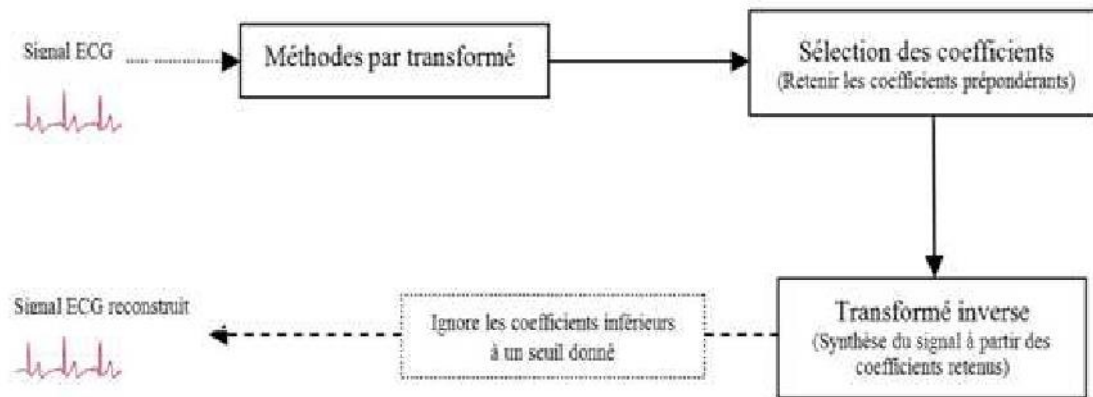 Signal ECG
Méthodes par transformé
Sélection des coefficients
(Retenir les coefficients prépondérants)
Transformé inverse
(Synthèse du signal à partir des
coefficients retenus)
Ignore les coefficients inférieurs
à un seuil donné
Signal ECG reconstruit